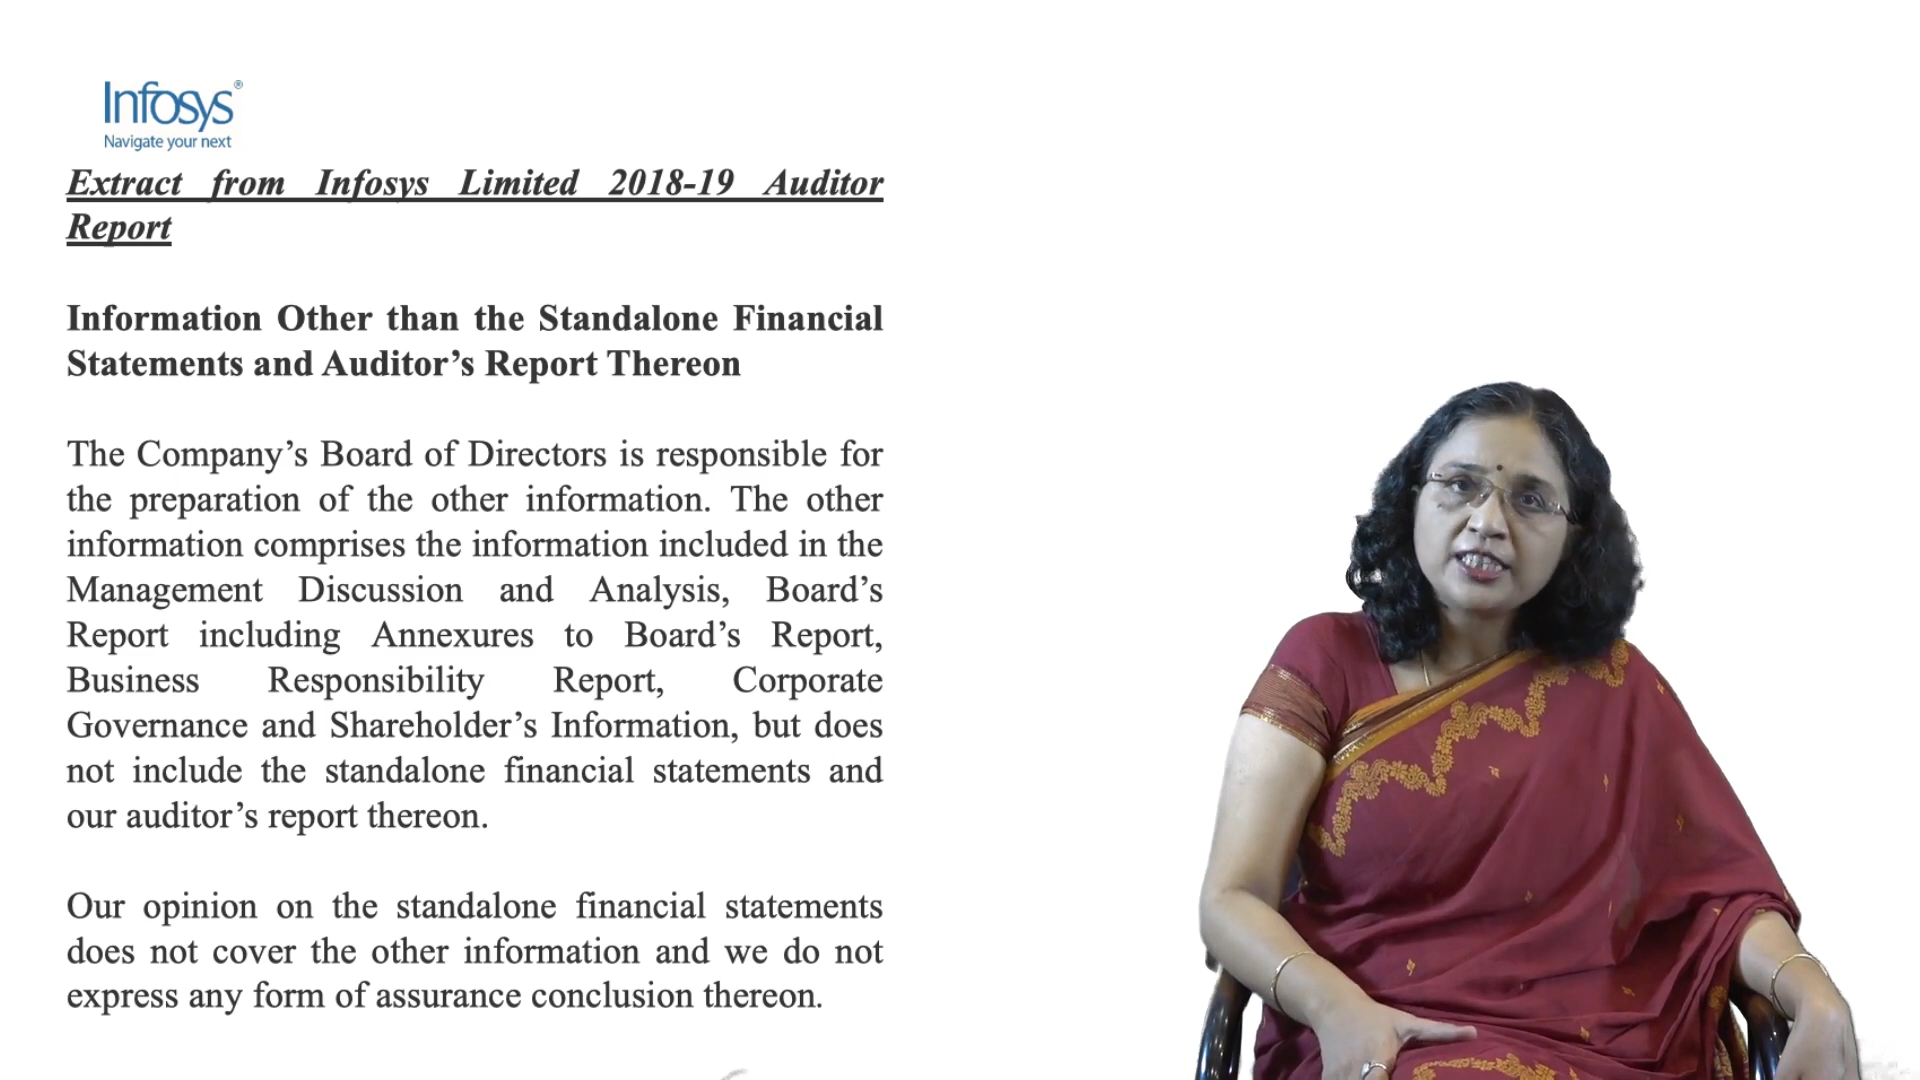 Infosys®
Navigate your next
Extract from Infosys Limited 2018-19 Auditor
Report
Information Other than the Standalone Financial
Statements and Auditor’s Report Thereon
The Company’s Board of Directors is responsible for
the preparation of the other information. The other
information comprises the information included in the
Management Discussion and Analysis, Board’s
Report including Annexures to Board’s Report,
Business Responsibility Report, Corporate
Governance and Shareholder’s Information, but does
not include the standalone financial statements and
our auditor’s report thereon.
Our opinion on the standalone financial statements
does not cover the other information and we do not
express any form of assurance conclusion thereon.